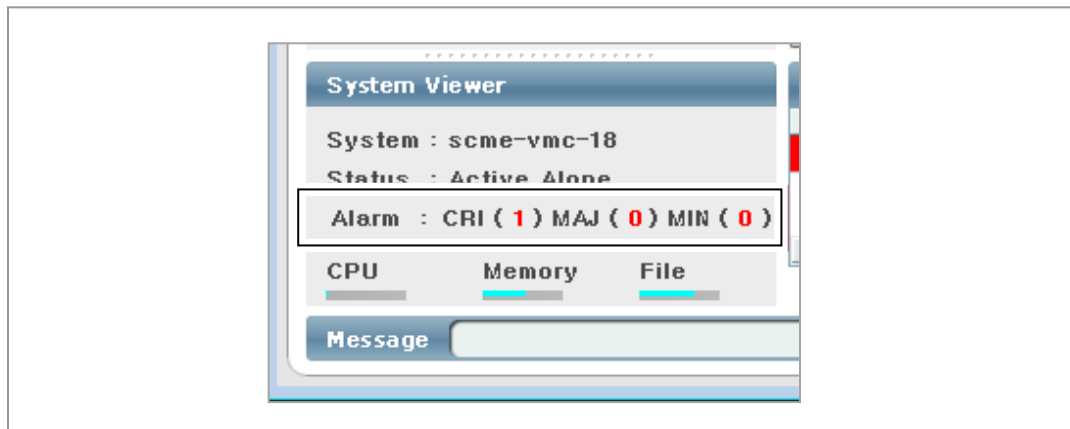 System Viewer
System : scme-vmc-18
Status : Active Alone
Alarm : CRI ( 1 ) MAJ ( 0 ) MIN ( 0 )
CPU Memory File
Message